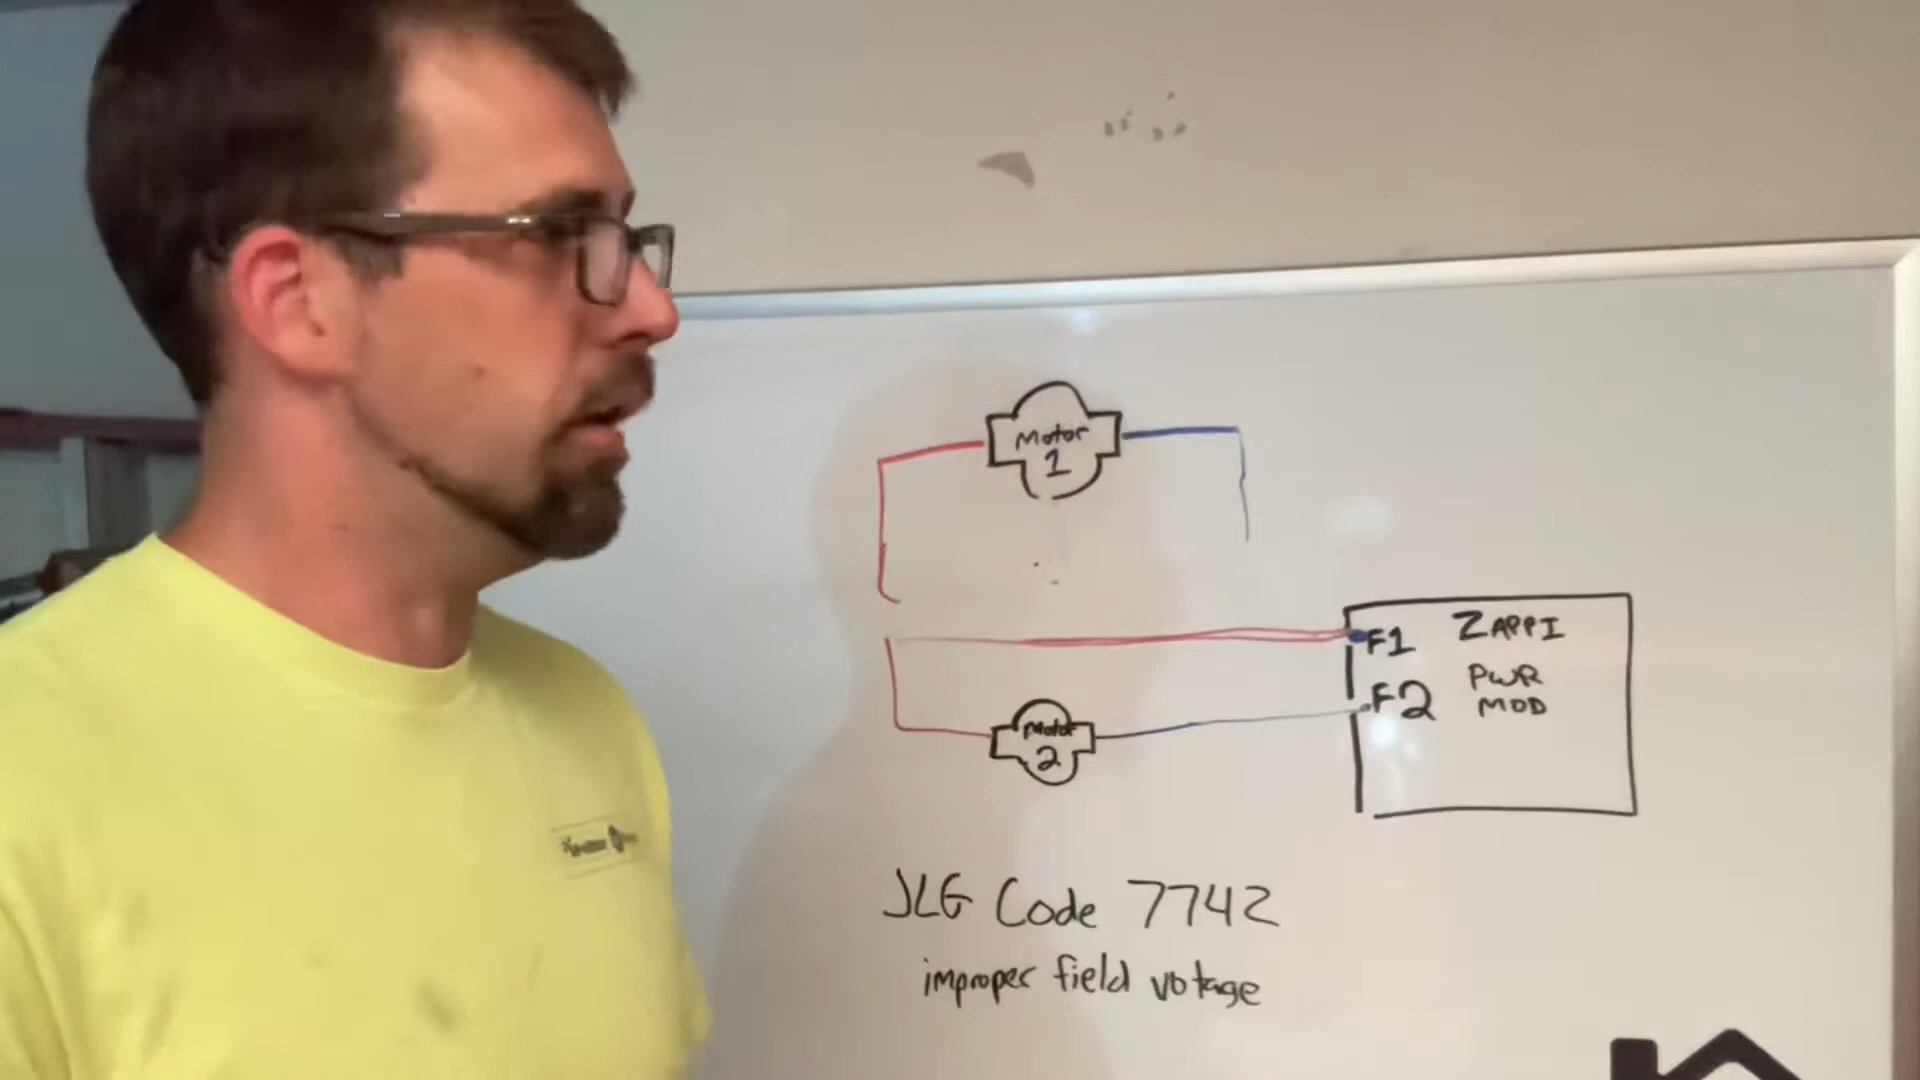 Motor
1
F1
ZAPPI
PWR
MOD
F2
Motor
2
JLG Code 7742
improper field votage